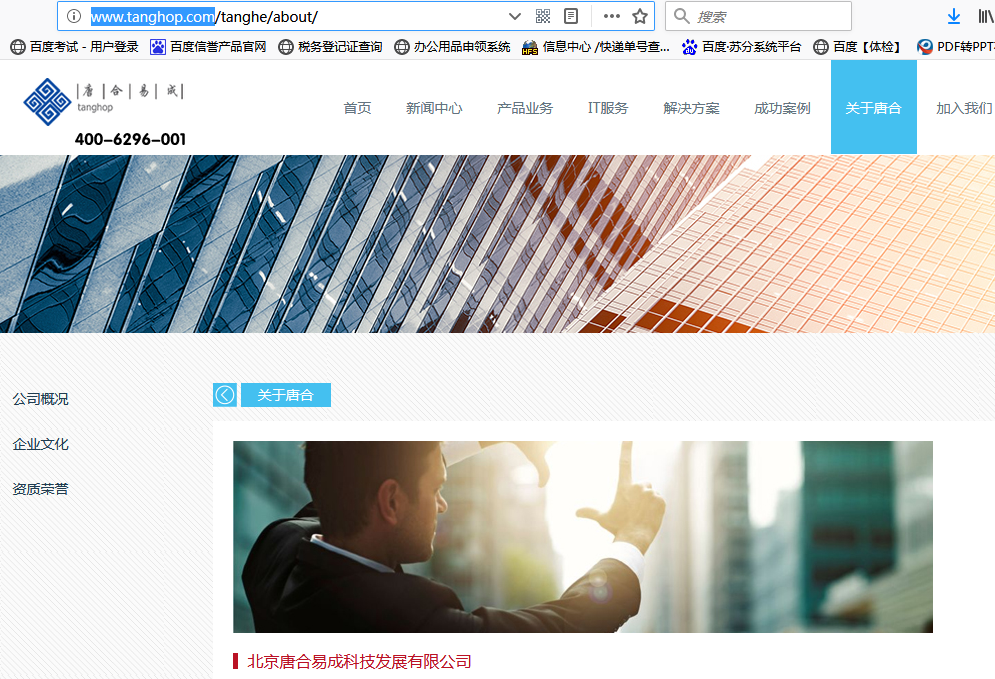 www.tanghop.com/tanghe/about/ 搜索
百度考试 - 用户登录 百度信誉产品官网 税务登记证查询 办公用品申领系统 信息中心 /快递单号查... 百度·苏分系统平台 百度【体检】 PDF转PPT
唐 合 易 成
tanghop
400-6296-001
首页 新闻中心 产品业务 IT服务 解决方案 成功案例 关于唐合 加入我们
关于唐合
公司概况
企业文化
资质荣誉
北京唐合易成科技发展有限公司